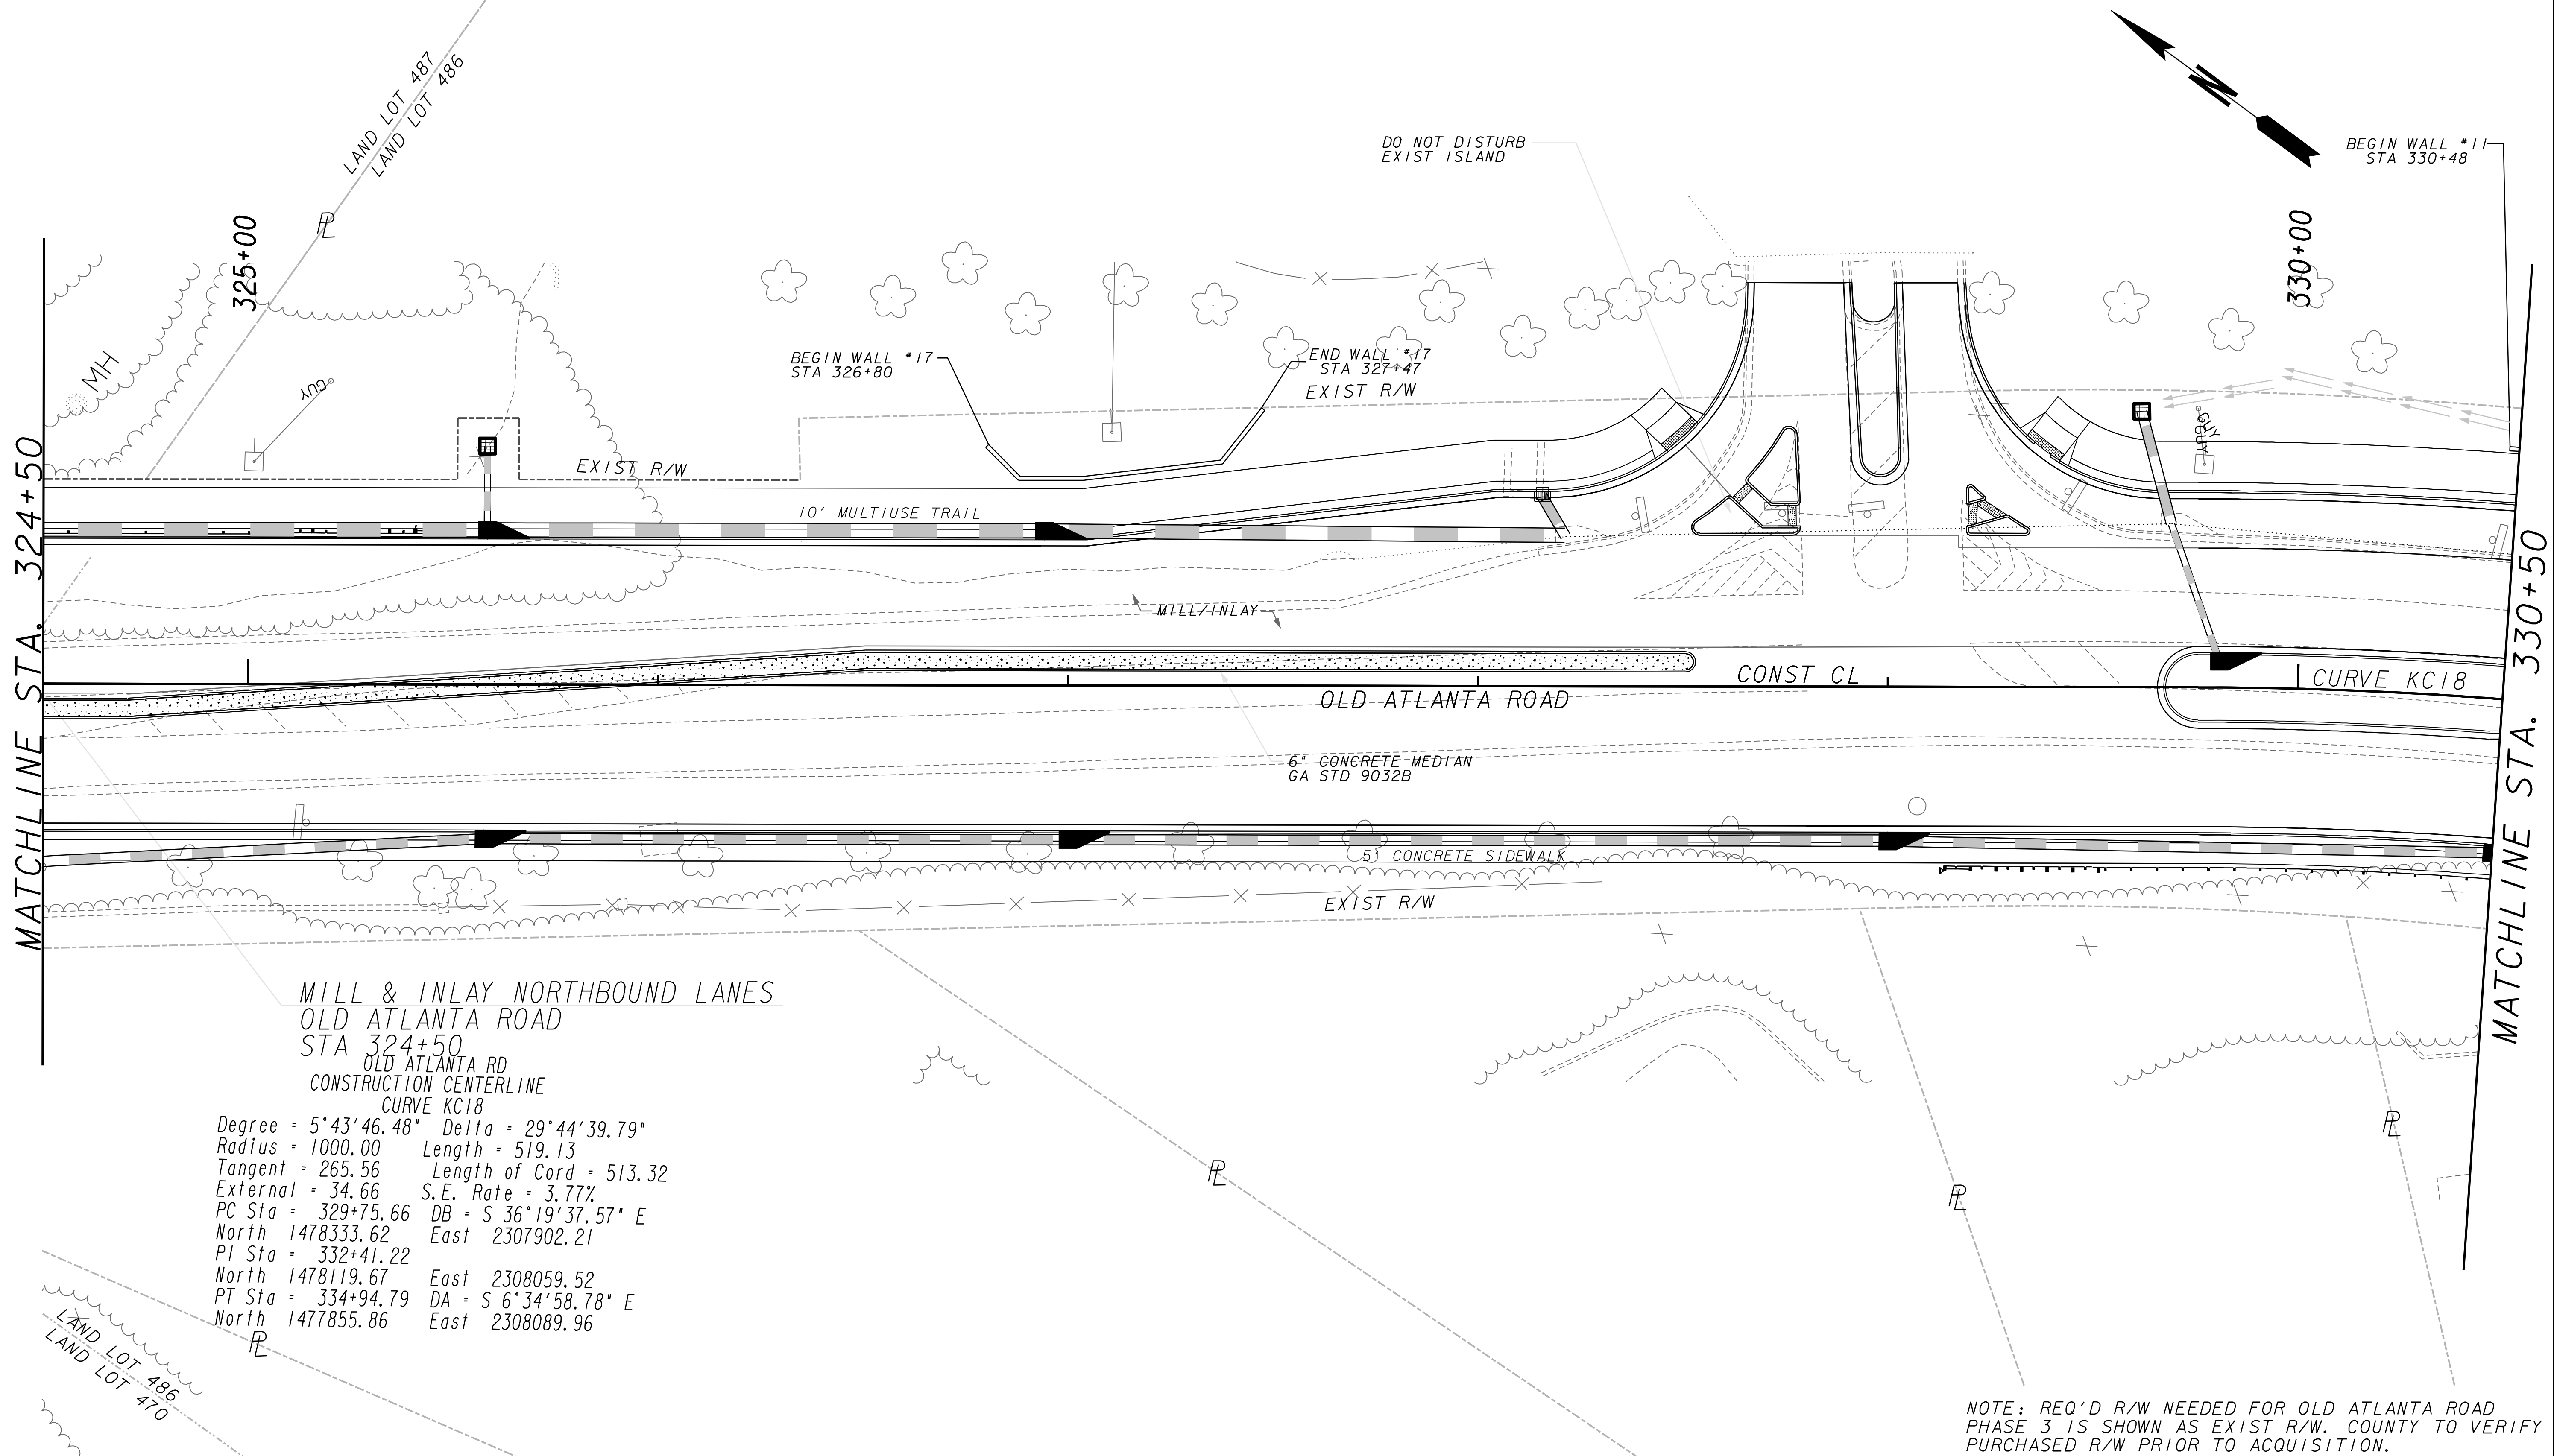 LAND LOT 487
LAND LOT 486
N
DO NOT DISTURB
EXIST ISLAND
BEGIN WALL #11
STA 330+48
325+00
330+00
PL
MH
GUY
BEGIN WALL #17
STA 326+80
END WALL #17
STA 327+47
EXIST R/W
GUY
GUY
EXIST R/W
10' MULTIUSE TRAIL
MATCHLINE STA. 324+50
MATCHLINE STA. 330+50
MILL/INLAY
CONST CL
CURVE KC18
OLD ATLANTA ROAD
6" CONCRETE MEDIAN
GA STD 9032B
5' CONCRETE SIDEWALK
EXIST R/W
MILL & INLAY NORTHBOUND LANES
OLD ATLANTA ROAD
STA 324+50
OLD ATLANTA RD
CONSTRUCTION CENTERLINE
CURVE KC18
Degree = 5°43'46.48" Delta = 29°44'39.79"
Radius = 1000.00 Length = 519.13
Tangent = 265.56 Length of Cord = 513.32
External = 34.66 S.E. Rate = 3.77%
PC Sta = 329+75.66 DB = S 36°19'37.57" E
North 1478333.62 East 2307902.21
PI Sta = 332+41.22
North 1478119.67 East 2308059.52
PT Sta = 334+94.79 DA = S 6°34'58.78" E
North 1477855.86 East 2308089.96
PL
PL
PL
PL
LAND LOT 486
LAND LOT 470
NOTE: REQ'D R/W NEEDED FOR OLD ATLANTA ROAD
PHASE 3 IS SHOWN AS EXIST R/W. COUNTY TO VERIFY
PURCHASED R/W PRIOR TO ACQUISITION.